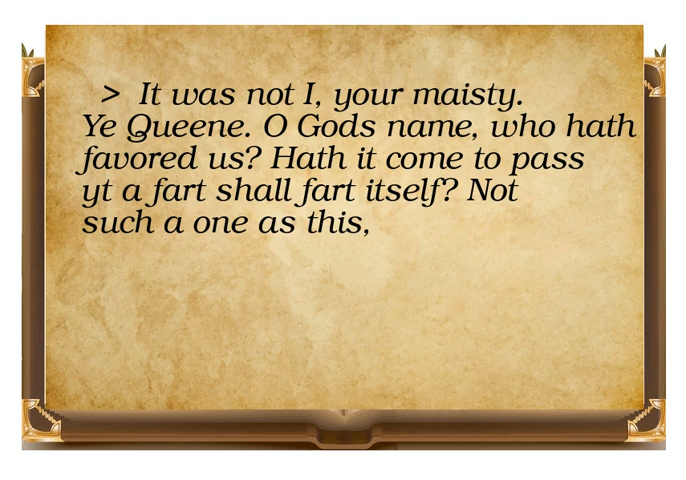 > It was not I, your maisty.
Ye Queene. O Gods name, who hath
favored us? Hath it come to pass
yt a fart shall fart itself? Not
such a one as this,